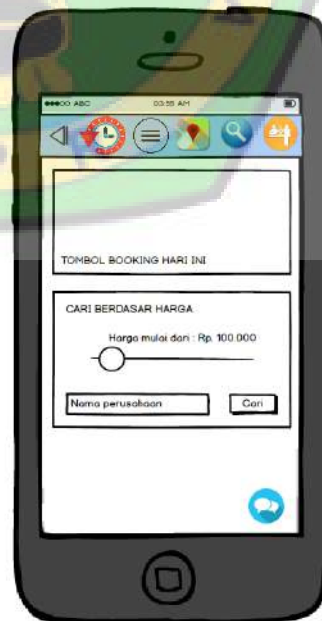 ABC 03:55 AM
TOMBOL BOOKING HARI INI
CARI BERDASAR HARGA
Harga mulai dari : Rp. 100.000
Nama perusahaan Cari